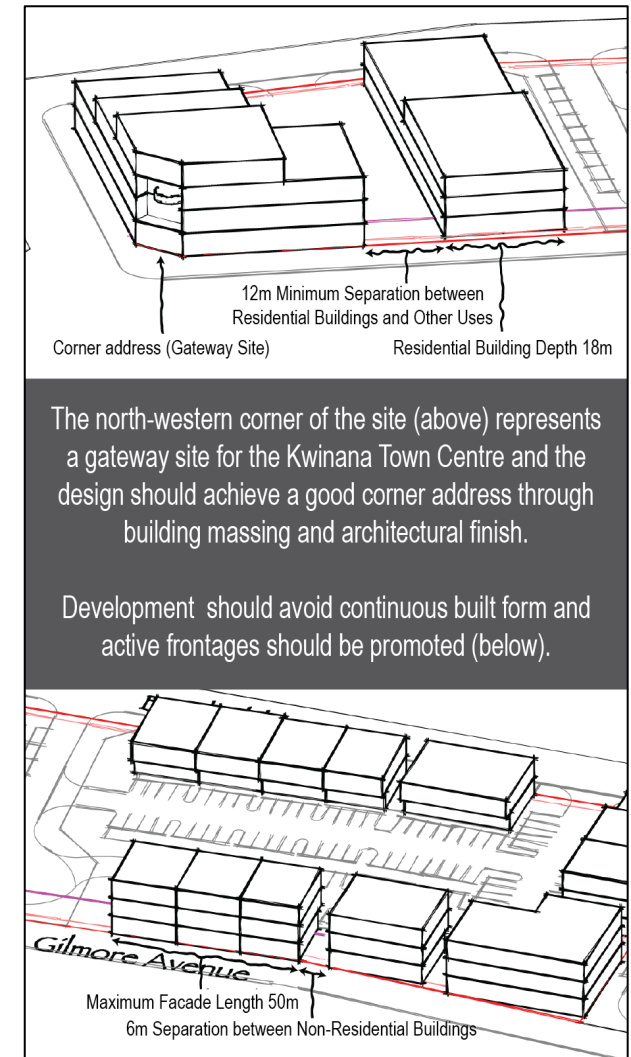 12m Minimum Separation between
Residential Buildings and Other Uses
Corner address (Gateway Site)
Residential Building Depth 18m
The north-western corner of the site (above) represents
a gateway site for the Kwinana Town Centre and the
design should achieve a good corner address through
building massing and architectural finish.
Development should avoid continuous built form and
active frontages should be promoted (below).
Gilmore Avenue
Maximum Facade Length 50m
6m Separation between Non-Residential Buildings